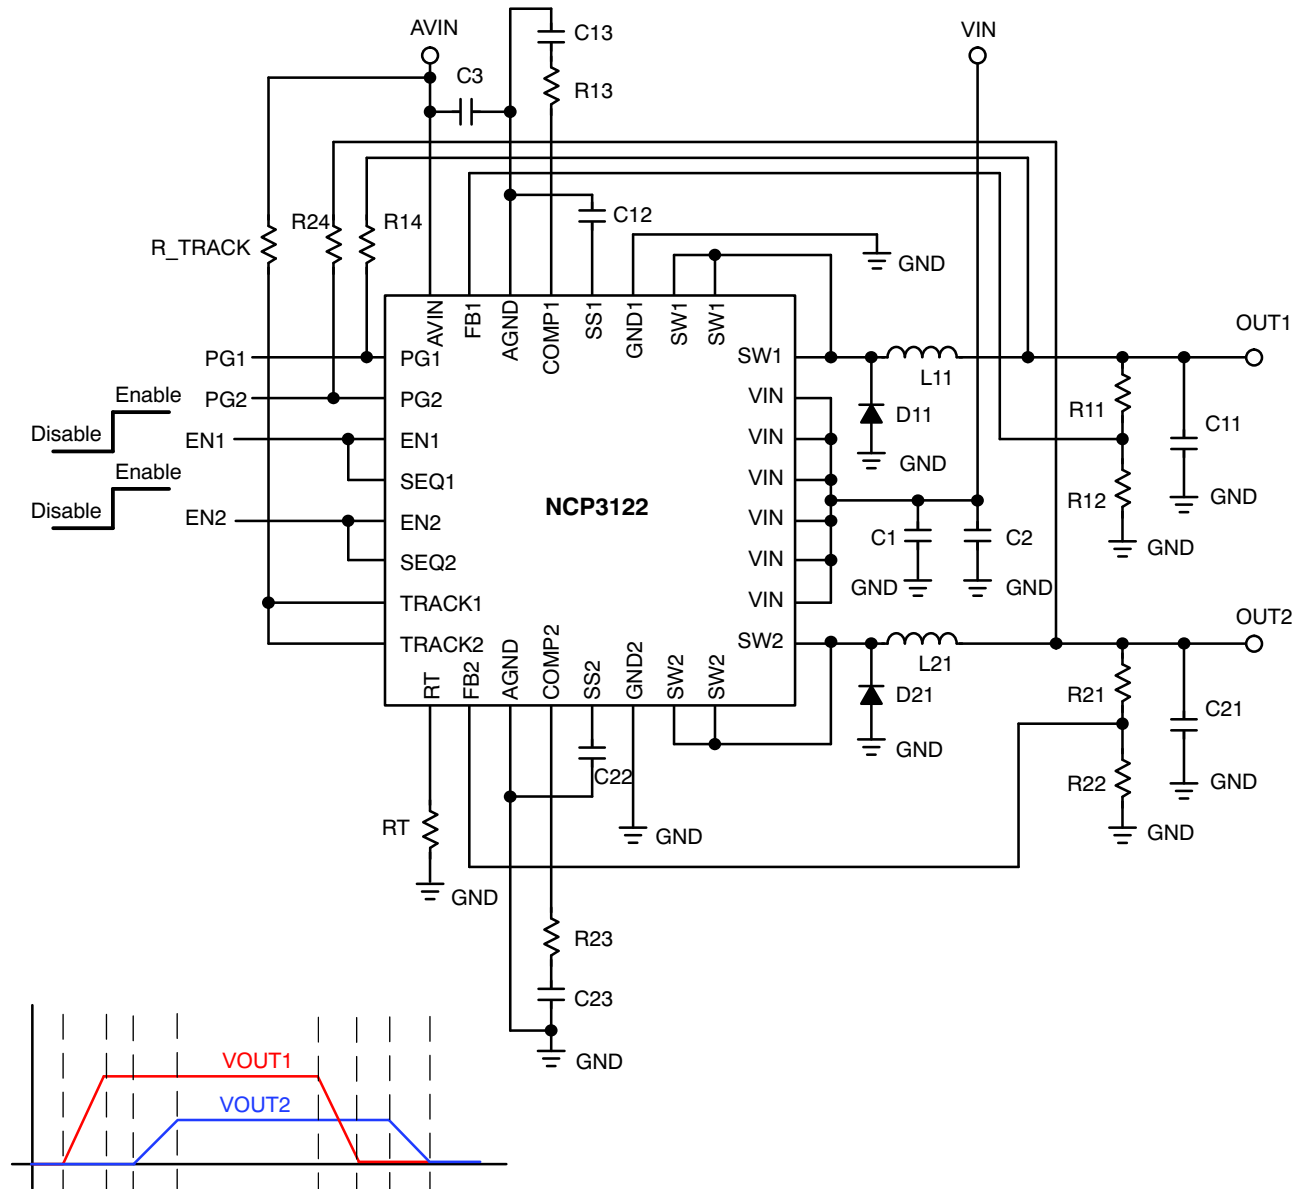 AVIN
VIN
C3
C13
R13
R24
R14
C12
R_TRACK
GND
AVIN
FB1
AGND
COMP1
SS1
GND1
SW1
SW1
OUT1
PG1
PG1
SW1
L11
Enable
PG2
PG2
VIN
D11
R11
C11
Disable
EN1
EN1
VIN
GND
Enable
SEQ1
VIN
R12
GND
Disable
EN2
EN2
NCP3122
VIN
C1
C2
GND
SEQ2
VIN
GND
GND
TRACK1
VIN
OUT2
TRACK2
SW2
L21
RT
FB2
AGND
COMP2
SS2
GND2
SW2
SW2
D21
R21
C21
GND
C22
R22
GND
RT
GND
GND
GND
R23
C23
GND
VOUT1
VOUT2